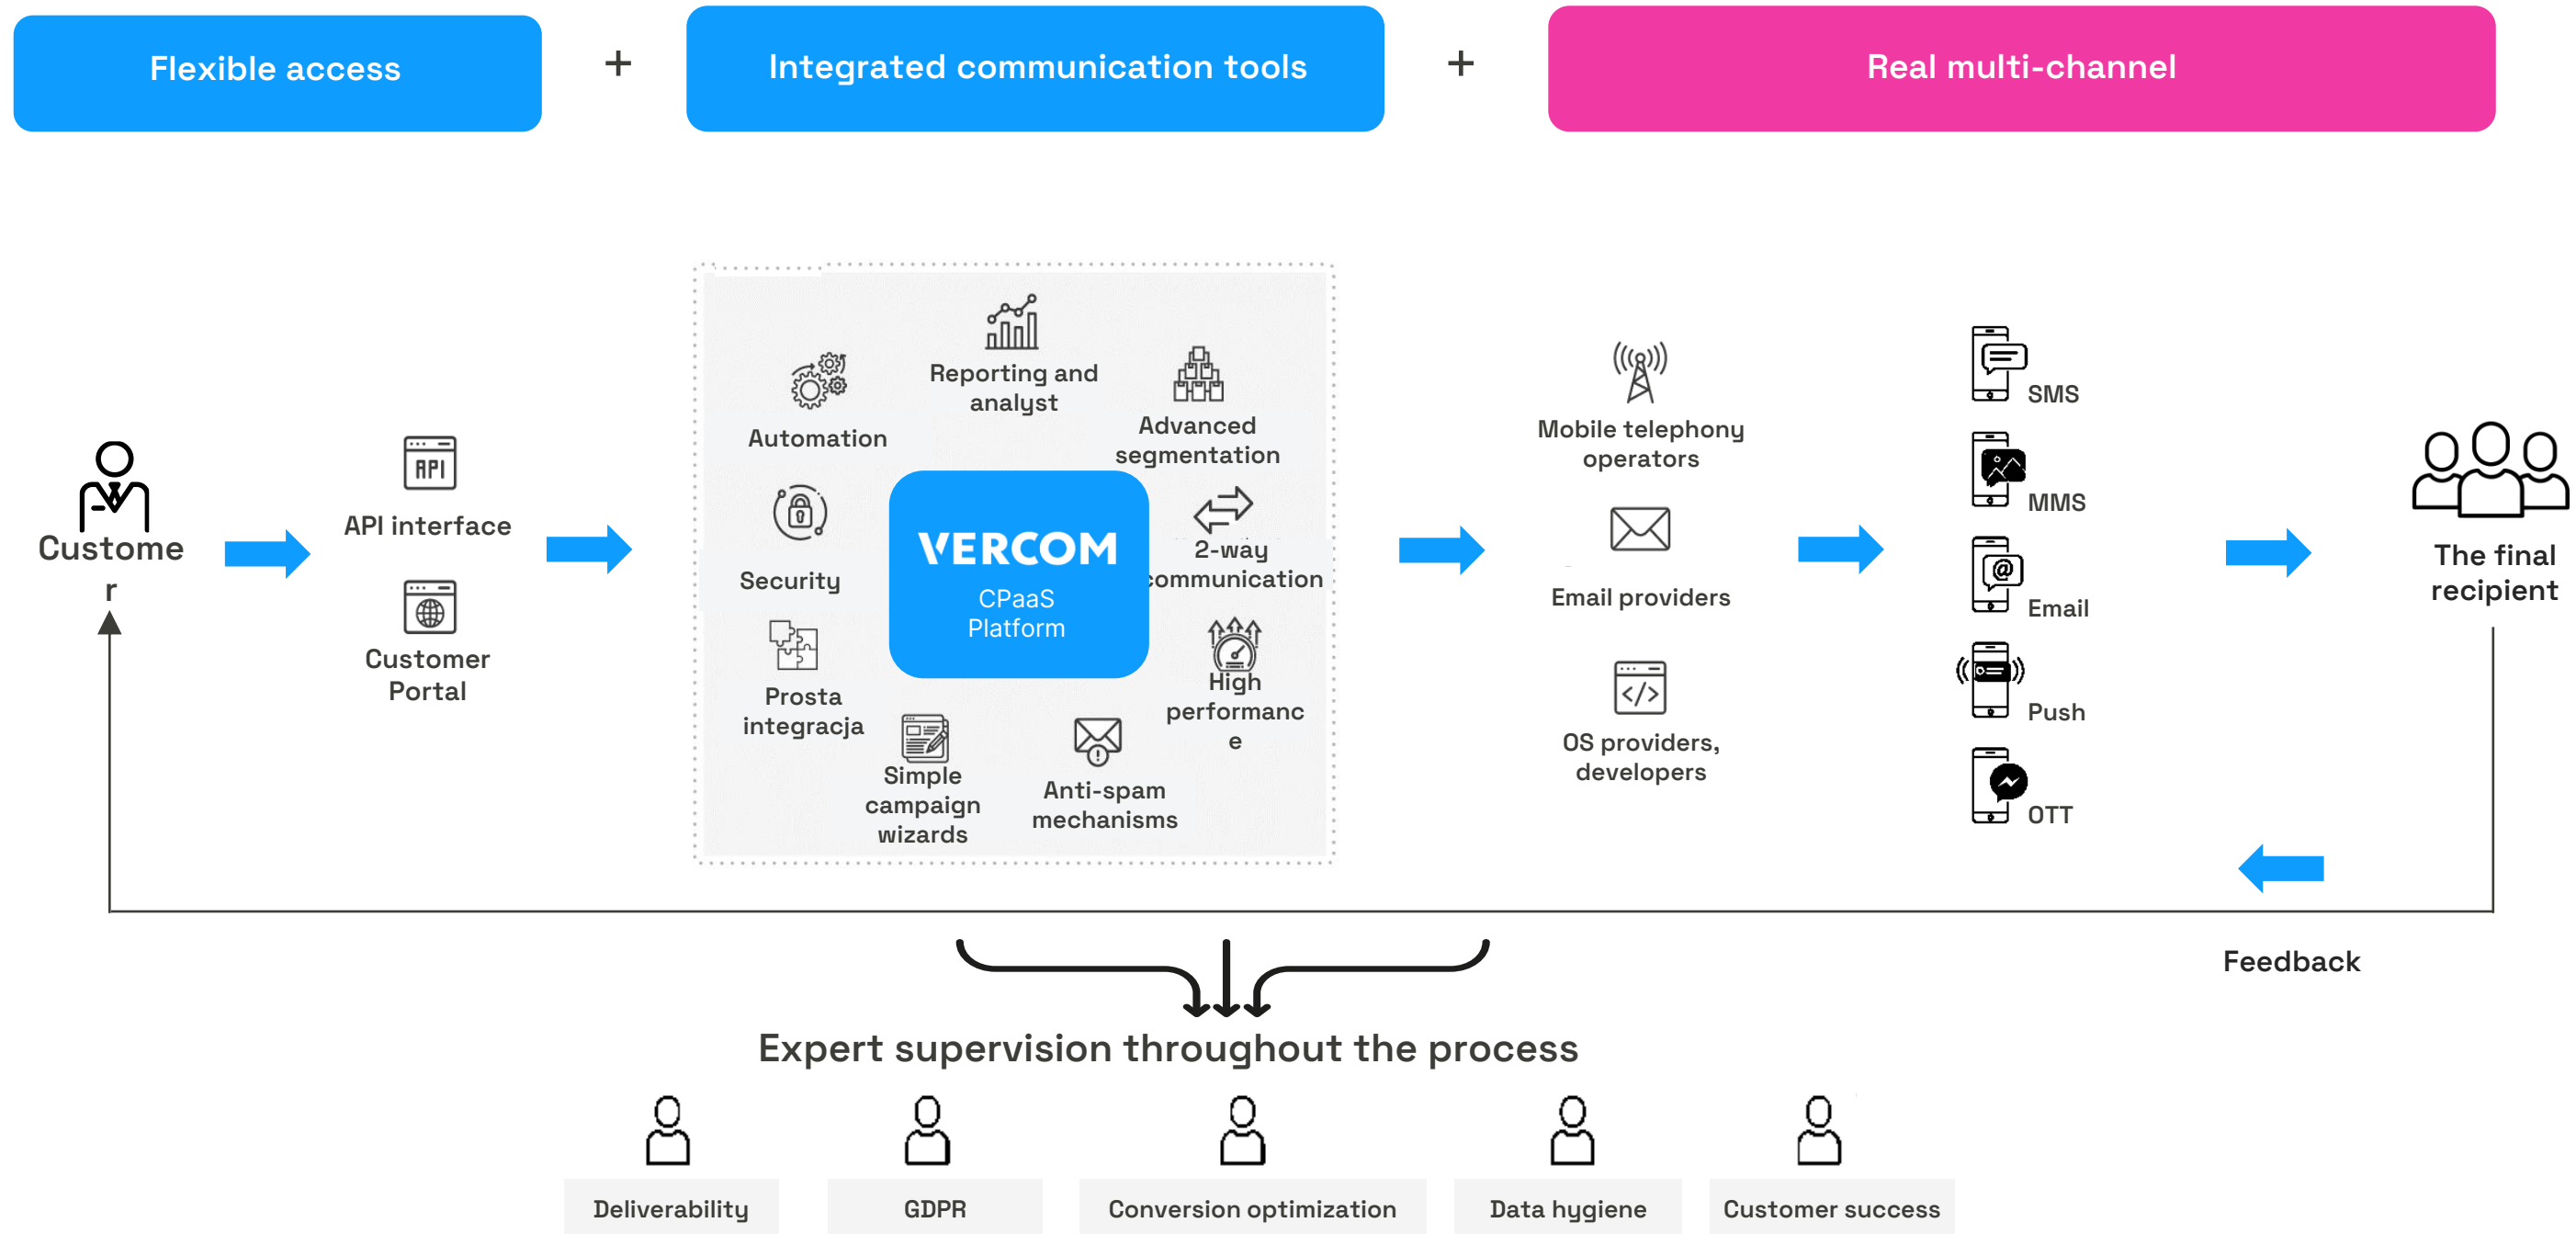 Flexible access
+
Integrated communication tools
+
Real multi-channel
Custome
r
API
API interface
Customer
Portal
Reporting and
analyst
Automation
Advanced
segmentation
Security
2-way
communication
VERCOM
CPaaS
Platform
Prosta
integracja
High
performanc
e
Simple
campaign
wizards
Anti-spam
mechanisms
Mobile telephony
operators
Email providers
OS providers,
developers
SMS
MMS
Email
Push
OTT
The final
recipient
Feedback
Expert supervision throughout the process
Deliverability
GDPR
Conversion optimization
Data hygiene
Customer success